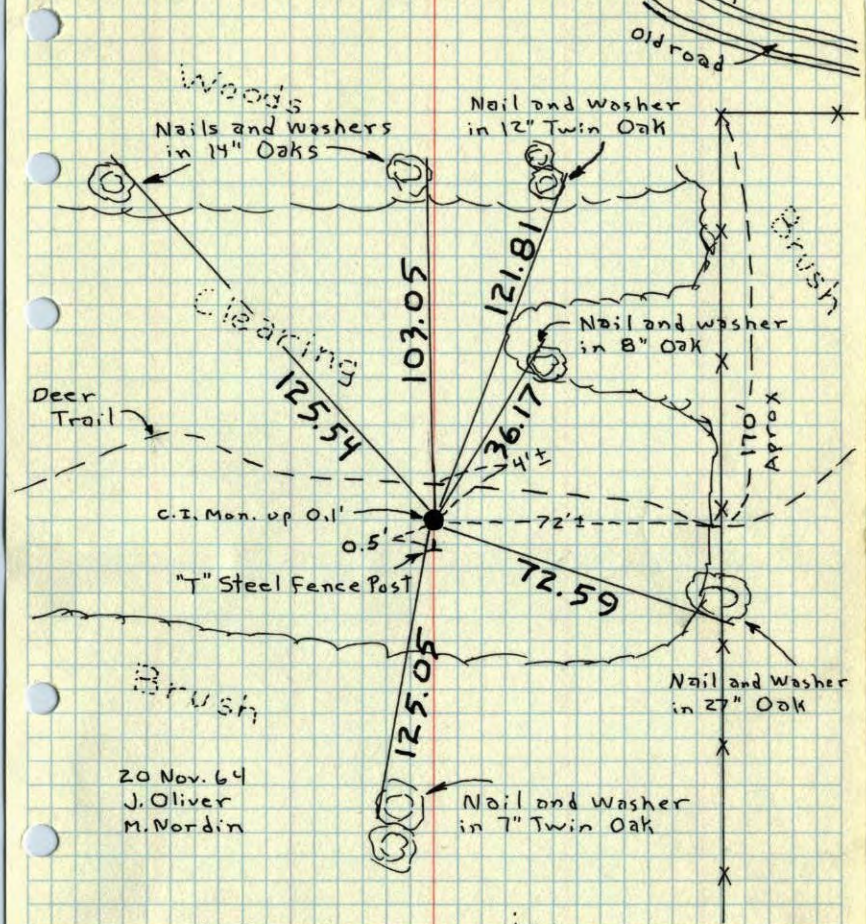 Old road
Woods
Nails and Washers
in 14" Oaks
Nail and Washer
in 12" Twin Oak
Brush
121.81
103.05
Clearing
Nail and washer
in 8" Oak
125.54
36.17
Deer
Trail
4'±
170'
Aprox
C.I. Mon. up 0.1'
72'±
0.5'
"T" Steel Fence Post
72.59
125.05
Brush
Nail and Washer
in 27" Oak
20 Nov. 64
J. Oliver
M. Nordin
Nail and Washer
in 7" Twin Oak